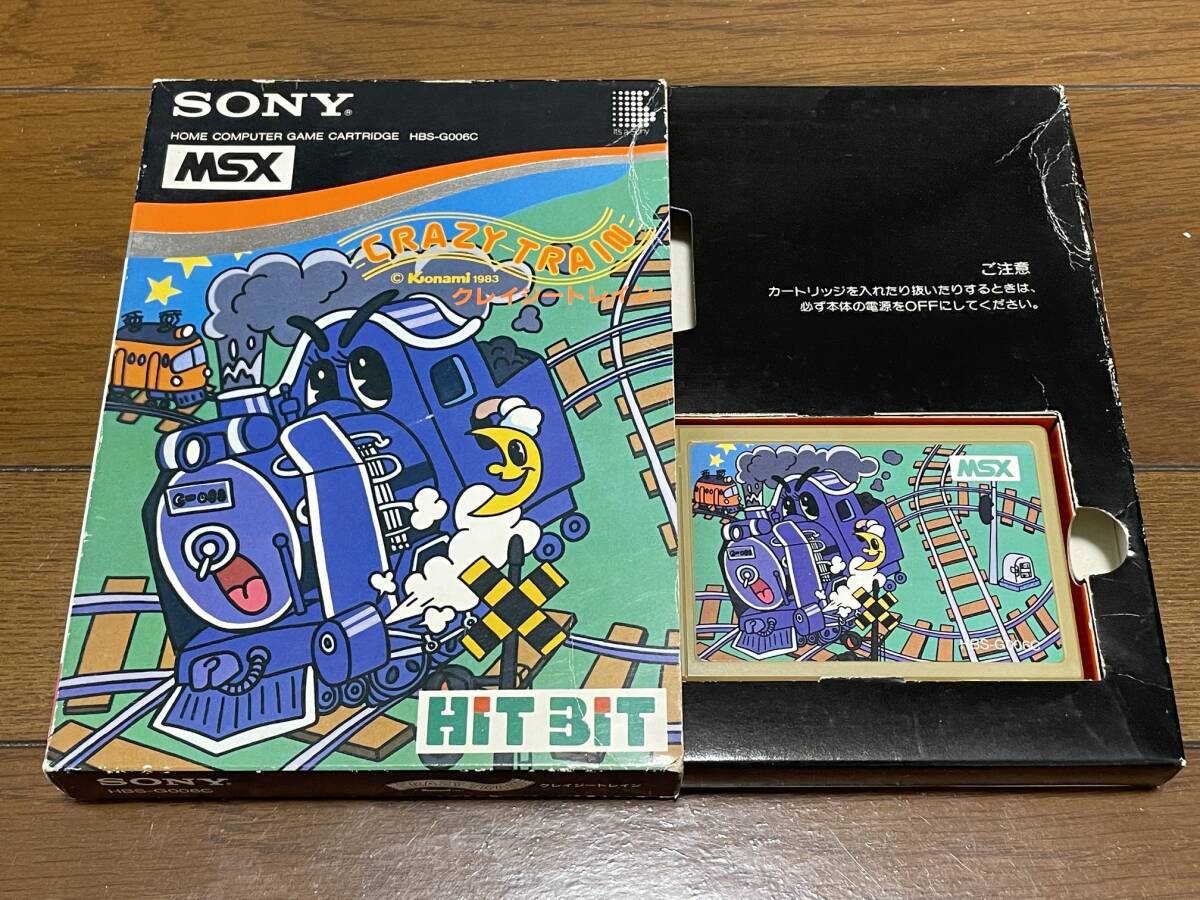 SONY®
It's a Sony
HOME COMPUTER GAME CARTRIDGE HBS-G006C
MSX
CRAZY TRAIN
© Konami 1983
クレイジートレイン
HiT BiT
SONY
HBS-G006C
CRAZY TRAIN
クレイジートレイン
ご注意
カートリッジを入れたり抜いたりするときは、
必ず本体の電源をOFFにしてください。
MSX
HBS-G006C